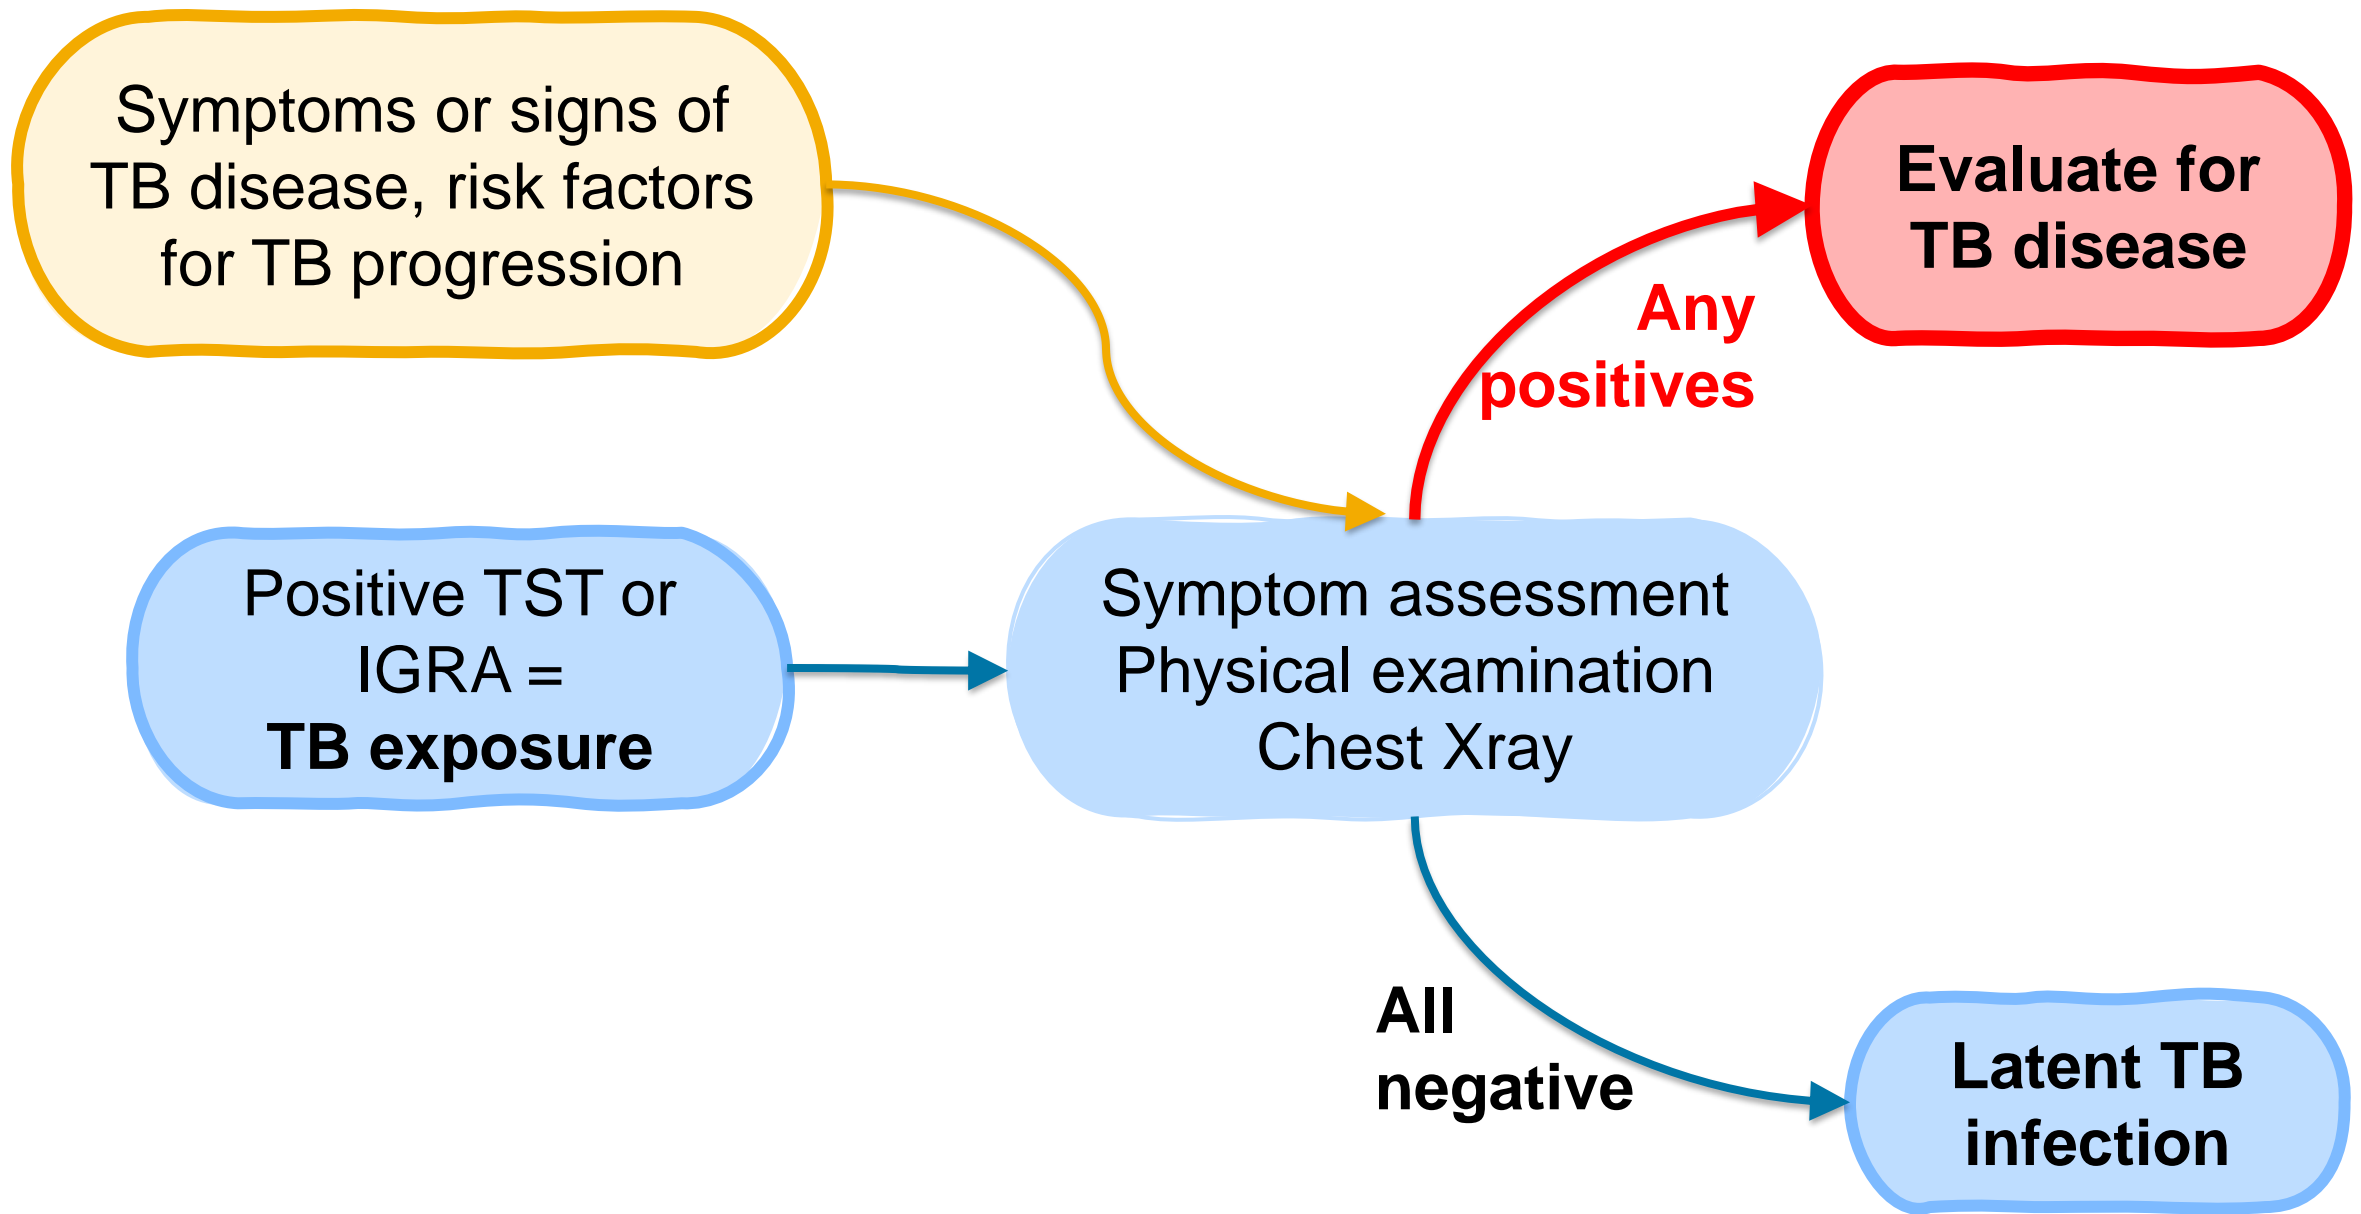 Symptoms or signs of
TB disease, risk factors
for TB progression
Evaluate for
TB disease
Any
positives
Positive TST or
IGRA =
TB exposure
Symptom assessment
Physical examination
Chest Xray
All
negative
Latent TB
infection